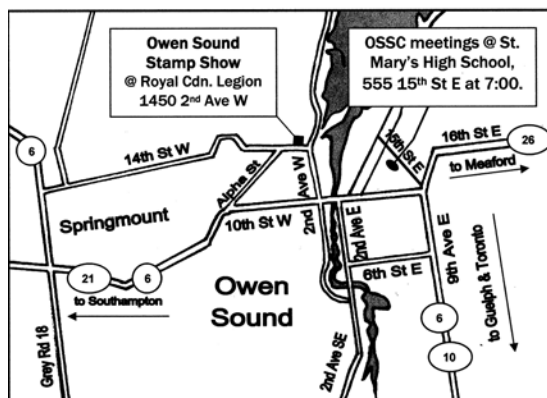 Owen Sound
Stamp Show
@ Royal Cdn. Legion
1450 2nd Ave W
OSSC meetings @ St.
Mary's High School,
555 15th St E at 7:00.
6
14th St W
Alpha St
2nd Ave W
15th St E
16th St E
26
to Meaford
Springmount
10th St W
2nd Ave E
6th St E
9th Ave E
to Guelph & Toronto
21
6
to Southampton
Owen
Sound
Grey Rd 18
2nd Ave SE
6
10